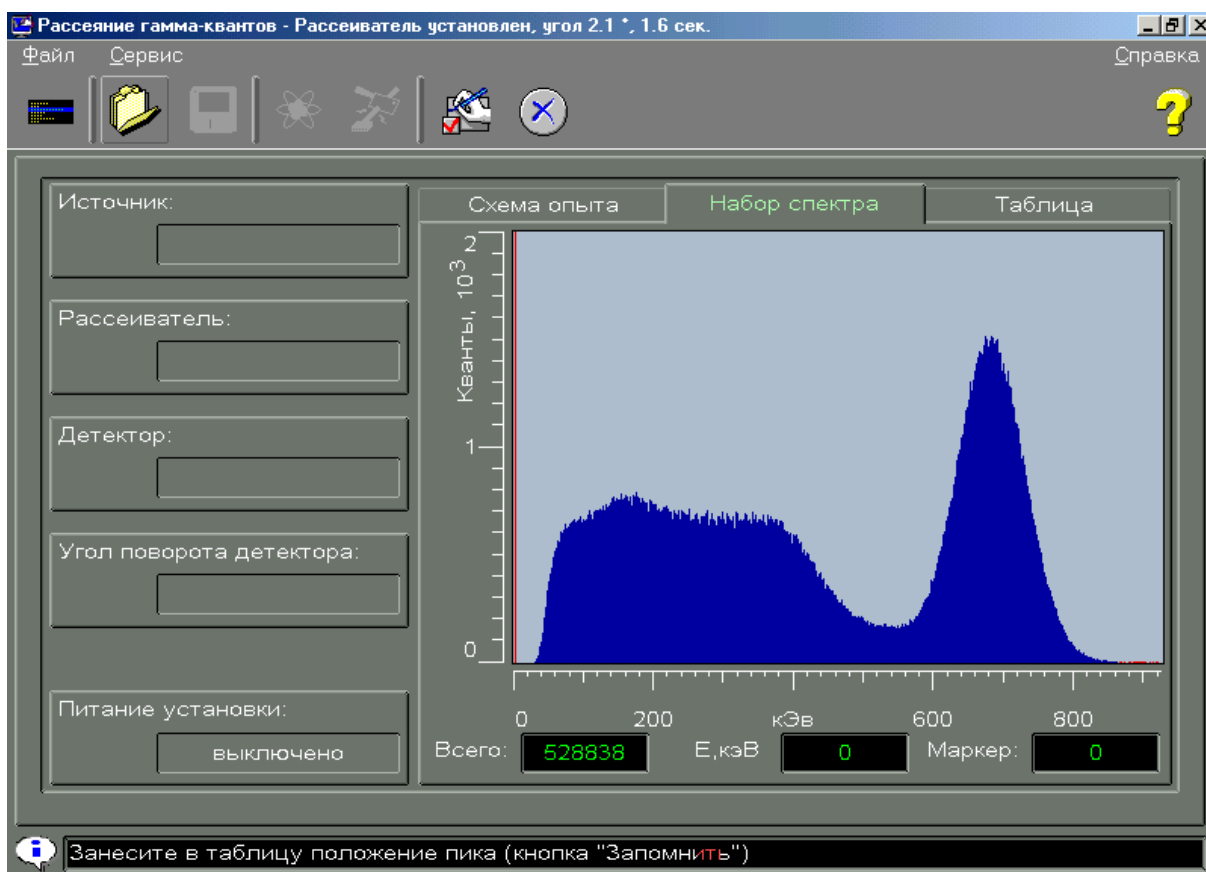 Рассеяние гамма-квантов - Рассеиватель установлен, угол 2.1 *, 1.6 сек.
Файл Сервис Справка
Источник:
Рассеиватель:
Детектор:
Угол поворота детектора:
Питание установки:
выключено
Схема опыта Набор спектра Таблица
Кванты, 10³
2
1
0
0 200 кЭв 600 800
Всего: 528838 Е,кэВ 0 Маркер: 0
Занесите в таблицу положение пика (кнопка "Запомнить")